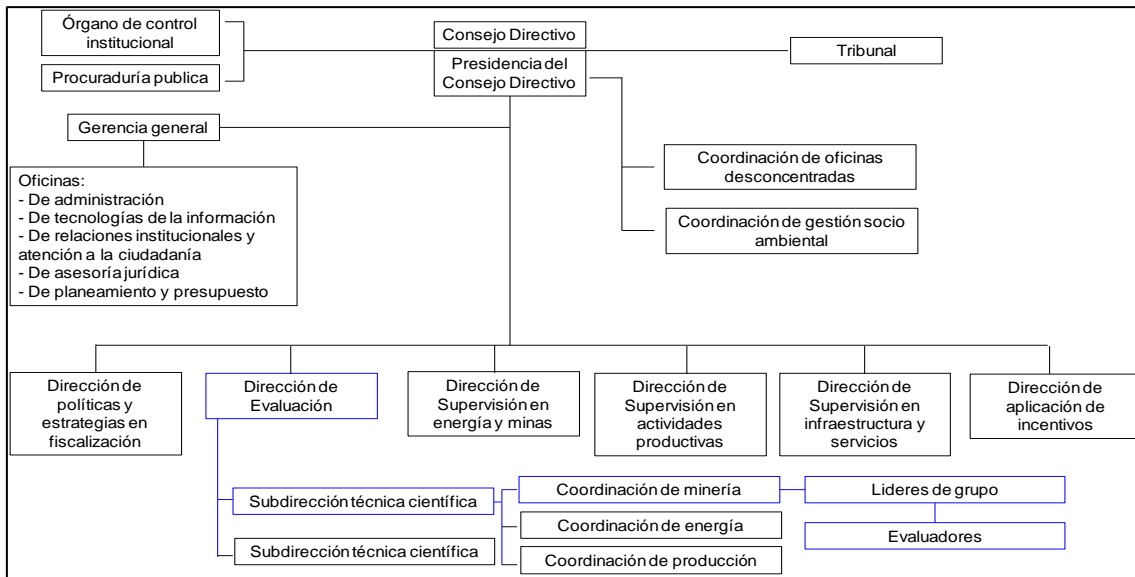 Órgano de control
institucional
Consejo Directivo
Tribunal
Procuraduría publica
Presidencia del
Consejo Directivo
Gerencia general
Coordinación de oficinas
desconcentradas
Oficinas:
- De administración
- De tecnologías de la información
- De relaciones institucionales y
atención a la ciudadanía
- De asesoría jurídica
- De planeamiento y presupuesto
Coordinación de gestión socio
ambiental
Dirección de
políticas y
estrategias en
fiscalización
Dirección de
Evaluación
Dirección de
Supervisión en
energía y minas
Dirección de
Supervisión en
actividades
productivas
Dirección de
Supervisión en
infraestructura y
servicios
Dirección de
aplicación de
incentivos
Subdirección técnica científica
Coordinación de minería
Lideres de grupo
Coordinación de energía
Evaluadores
Subdirección técnica científica
Coordinación de producción